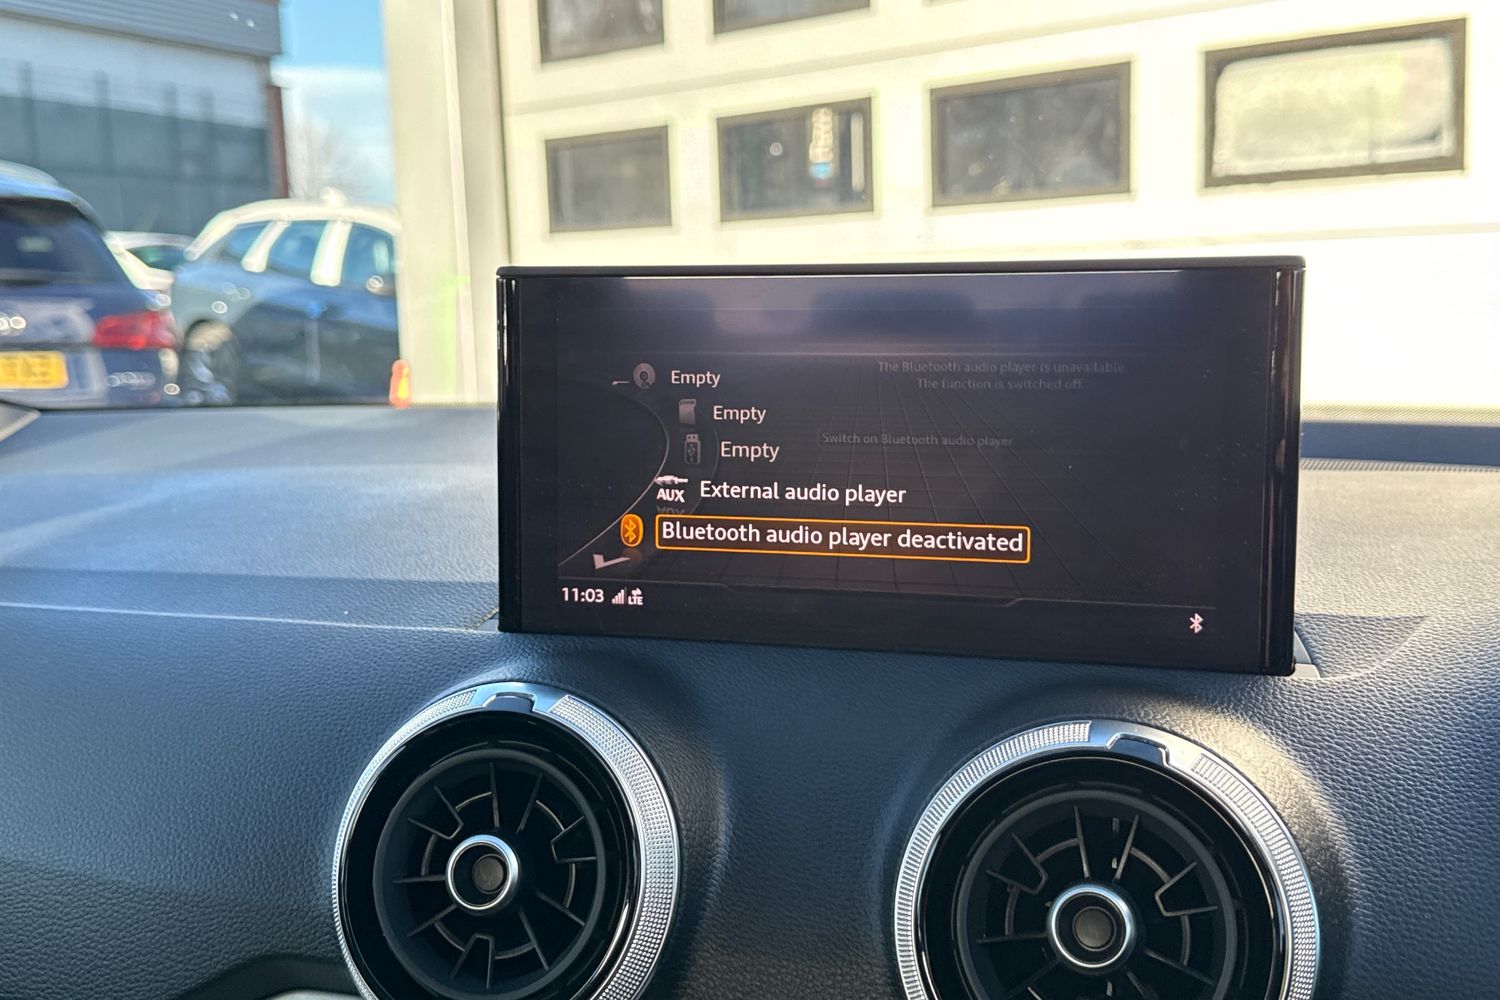 Empty
The Bluetooth audio player is unavailable.
The function is switched off.
Empty
Switch on Bluetooth audio player
Empty
AUX
External audio player
Bluetooth audio player deactivated
11:03
LTE